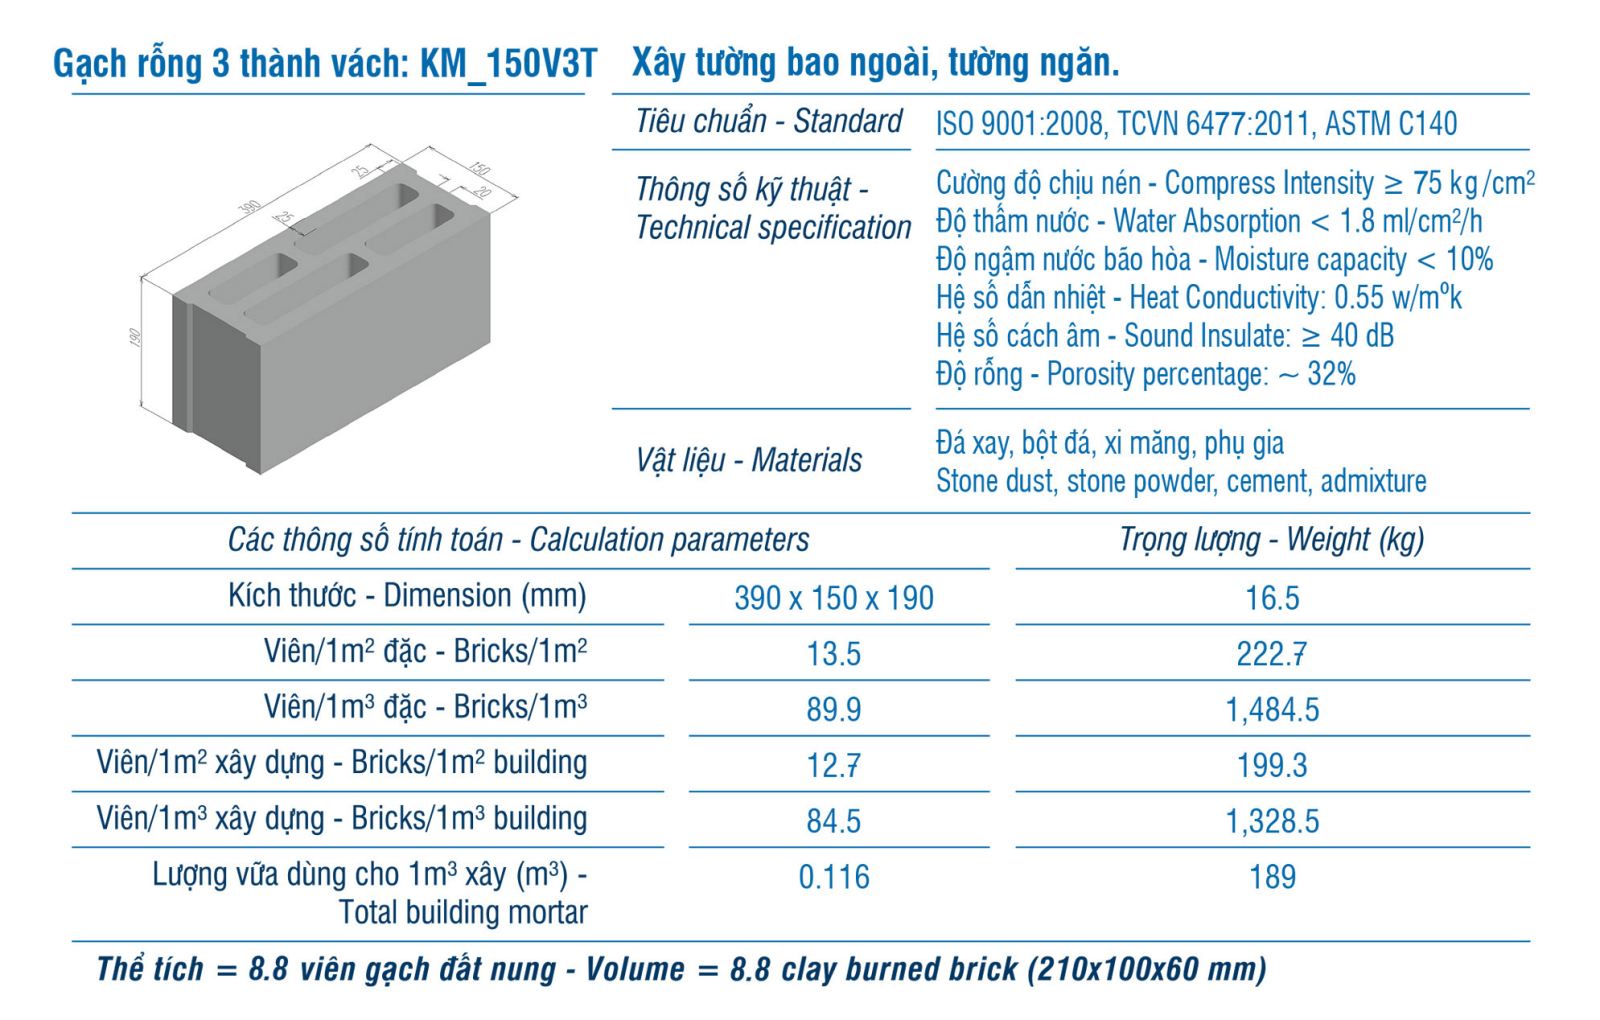 Gạch rỗng 3 thành vách: KM_150V3T
Xây tường bao ngoài, tường ngăn.
390
25
25
150
20
190
Tiêu chuẩn - Standard
ISO 9001:2008, TCVN 6477:2011, ASTM C140
Thông số kỹ thuật -
Technical specification
Cường độ chịu nén - Compress Intensity ≥ 75 kg/cm²
Độ thấm nước - Water Absorption < 1.8 ml/cm²/h
Độ ngậm nước bão hòa - Moisture capacity < 10%
Hệ số dẫn nhiệt - Heat Conductivity: 0.55 w/m⁰k
Hệ số cách âm - Sound Insulate: ≥ 40 dB
Độ rỗng - Porosity percentage: ~ 32%
Vật liệu - Materials
Đá xay, bột đá, xi măng, phụ gia
Stone dust, stone powder, cement, admixture
Các thông số tính toán - Calculation parameters
Trọng lượng - Weight (kg)
Kích thước - Dimension (mm) 390 x 150 x 190 16.5
Viên/1m² đặc - Bricks/1m² 13.5 222.7
Viên/1m³ đặc - Bricks/1m³ 89.9 1,484.5
Viên/1m² xây dựng - Bricks/1m² building 12.7 199.3
Viên/1m³ xây dựng - Bricks/1m³ building 84.5 1,328.5
Lượng vữa dùng cho 1m³ xây (m³) - 0.116 189
Total building mortar
Thể tích = 8.8 viên gạch đất nung - Volume = 8.8 clay burned brick (210x100x60 mm)